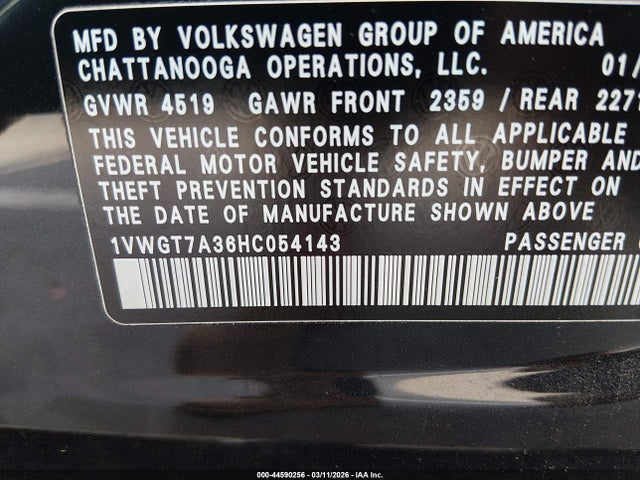 MFD BY VOLKSWAGEN GROUP OF AMERICA
CHATTANOOGA OPERATIONS, LLC. 01/
GVWR 4519 GAWR FRONT 2359 / REAR 227
THIS VEHICLE CONFORMS TO ALL APPLICABLE
FEDERAL MOTOR VEHICLE SAFETY, BUMPER AND
THEFT PREVENTION STANDARDS IN EFFECT ON
THE DATE OF MANUFACTURE SHOWN ABOVE
1VWGT7A36HC054143 PASSENGER
000-44590256 - 03/11/2026 - IAA Inc.